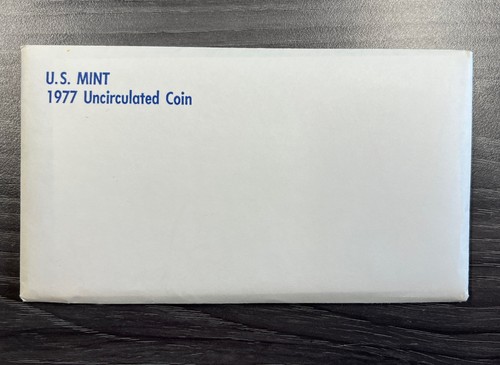 U.S. MINT
1977 Uncirculated Coin